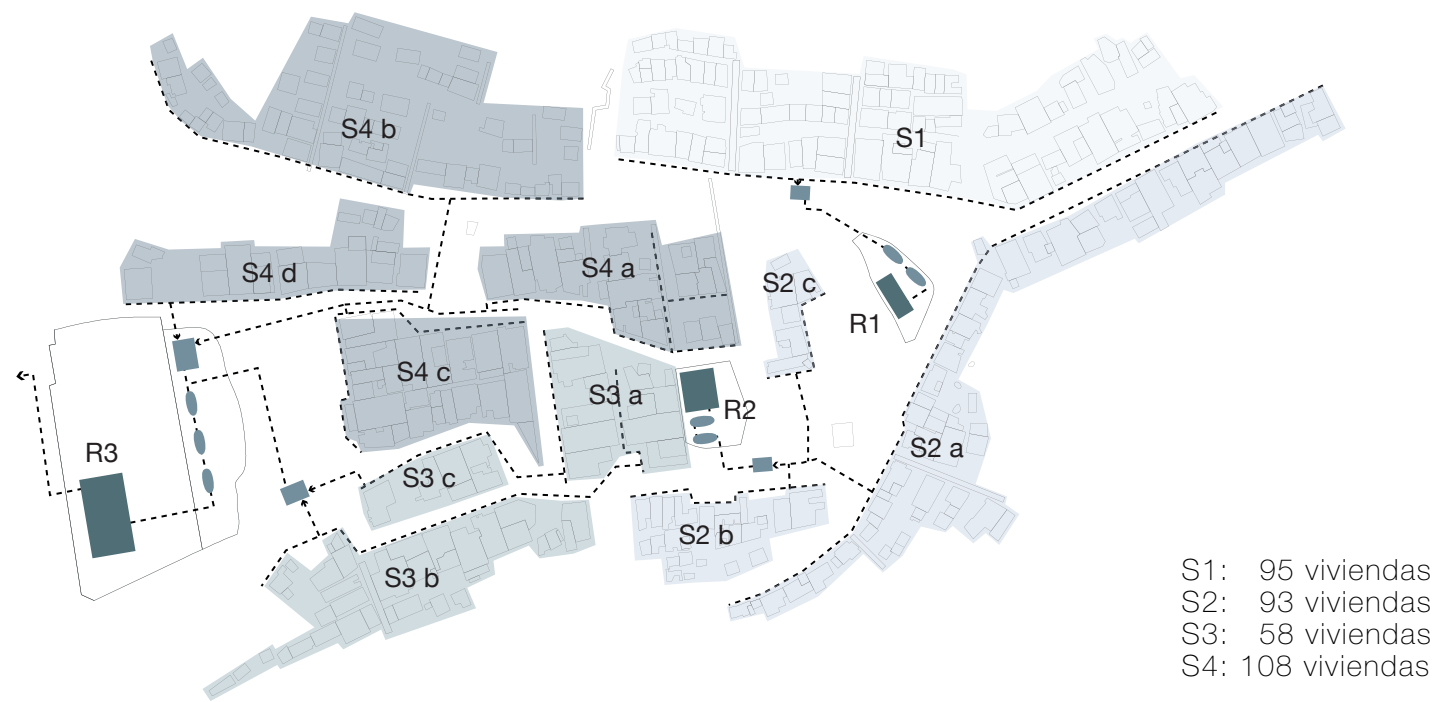 S4 b
S1
S4 d
S4 a
S2 c
R1
S4 c
S3 a
R2
R3
S3 c
S2 a
S2 b
S3 b
S1: 95 viviendas
S2: 93 viviendas
S3: 58 viviendas
S4: 108 viviendas